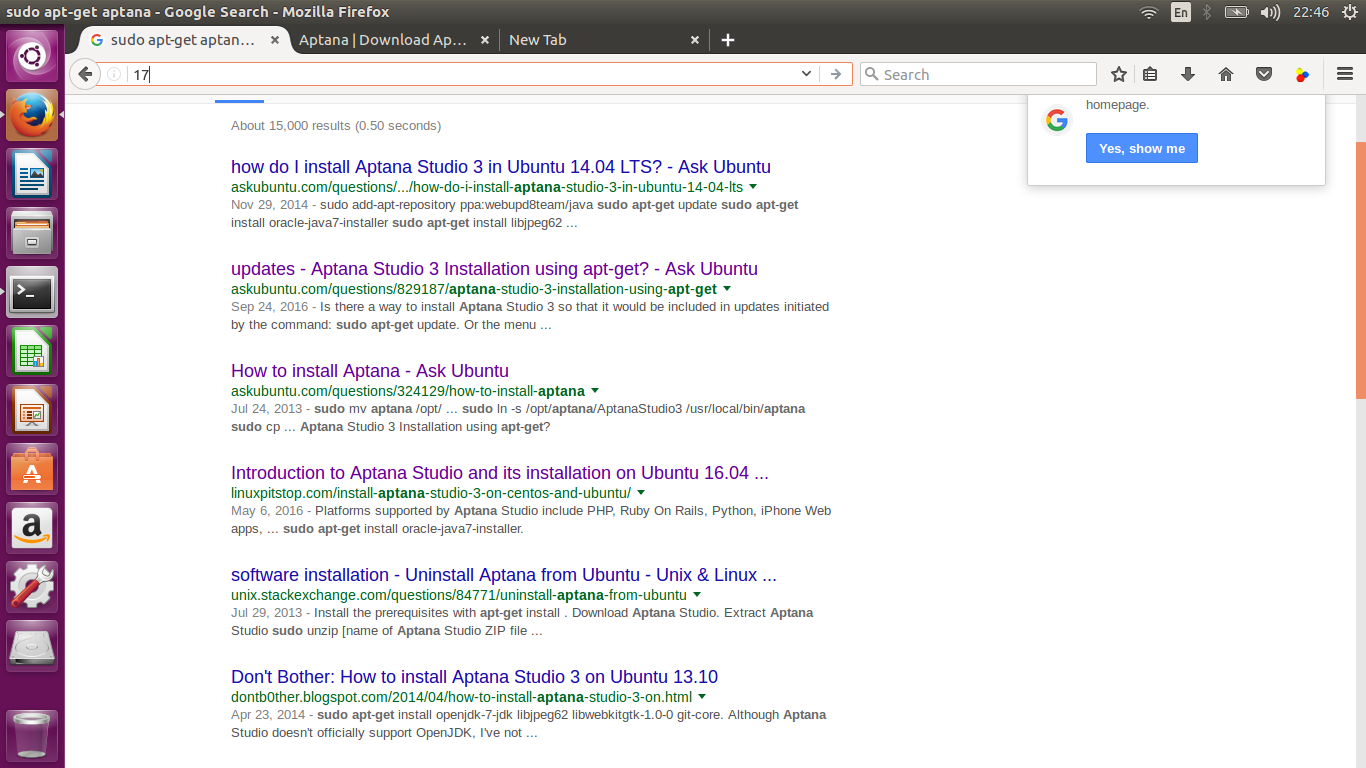 sudo apt-get aptana - Google Search - Mozilla Firefox
En
22:46
sudo apt-get aptan…
Aptana | Download Ap…
New Tab
17
Search
homepage.
Yes, show me
About 15,000 results (0.50 seconds)
how do I install Aptana Studio 3 in Ubuntu 14.04 LTS? - Ask Ubuntu
askubuntu.com/questions/.../how-do-i-install-aptana-studio-3-in-ubuntu-14-04-lts
Nov 29, 2014 - sudo add-apt-repository ppa:webupd8team/java sudo apt-get update sudo apt-get
install oracle-java7-installer sudo apt-get install libjpeg62 ...
updates - Aptana Studio 3 Installation using apt-get? - Ask Ubuntu
askubuntu.com/questions/829187/aptana-studio-3-installation-using-apt-get
Sep 24, 2016 - Is there a way to install Aptana Studio 3 so that it would be included in updates initiated
by the command: sudo apt-get update. Or the menu ...
How to install Aptana - Ask Ubuntu
askubuntu.com/questions/324129/how-to-install-aptana
Jul 24, 2013 - sudo mv aptana /opt/ ... sudo ln -s /opt/aptana/AptanaStudio3 /usr/local/bin/aptana
sudo cp ... Aptana Studio 3 Installation using apt-get?
Introduction to Aptana Studio and its installation on Ubuntu 16.04 ...
linuxpitstop.com/install-aptana-studio-3-on-centos-and-ubuntu/
May 6, 2016 - Platforms supported by Aptana Studio include PHP, Ruby On Rails, Python, iPhone Web
apps, ... sudo apt-get install oracle-java7-installer.
software installation - Uninstall Aptana from Ubuntu - Unix & Linux ...
unix.stackexchange.com/questions/84771/uninstall-aptana-from-ubuntu
Jul 29, 2013 - Install the prerequisites with apt-get install . Download Aptana Studio. Extract Aptana
Studio sudo unzip [name of Aptana Studio ZIP file ...
Don't Bother: How to install Aptana Studio 3 on Ubuntu 13.10
dontb0ther.blogspot.com/2014/04/how-to-install-aptana-studio-3-on.html
Apr 23, 2014 - sudo apt-get install openjdk-7-jdk libjpeg62 libwebkitgtk-1.0-0 git-core. Although Aptana
Studio doesn't officially support OpenJDK, I've not ...